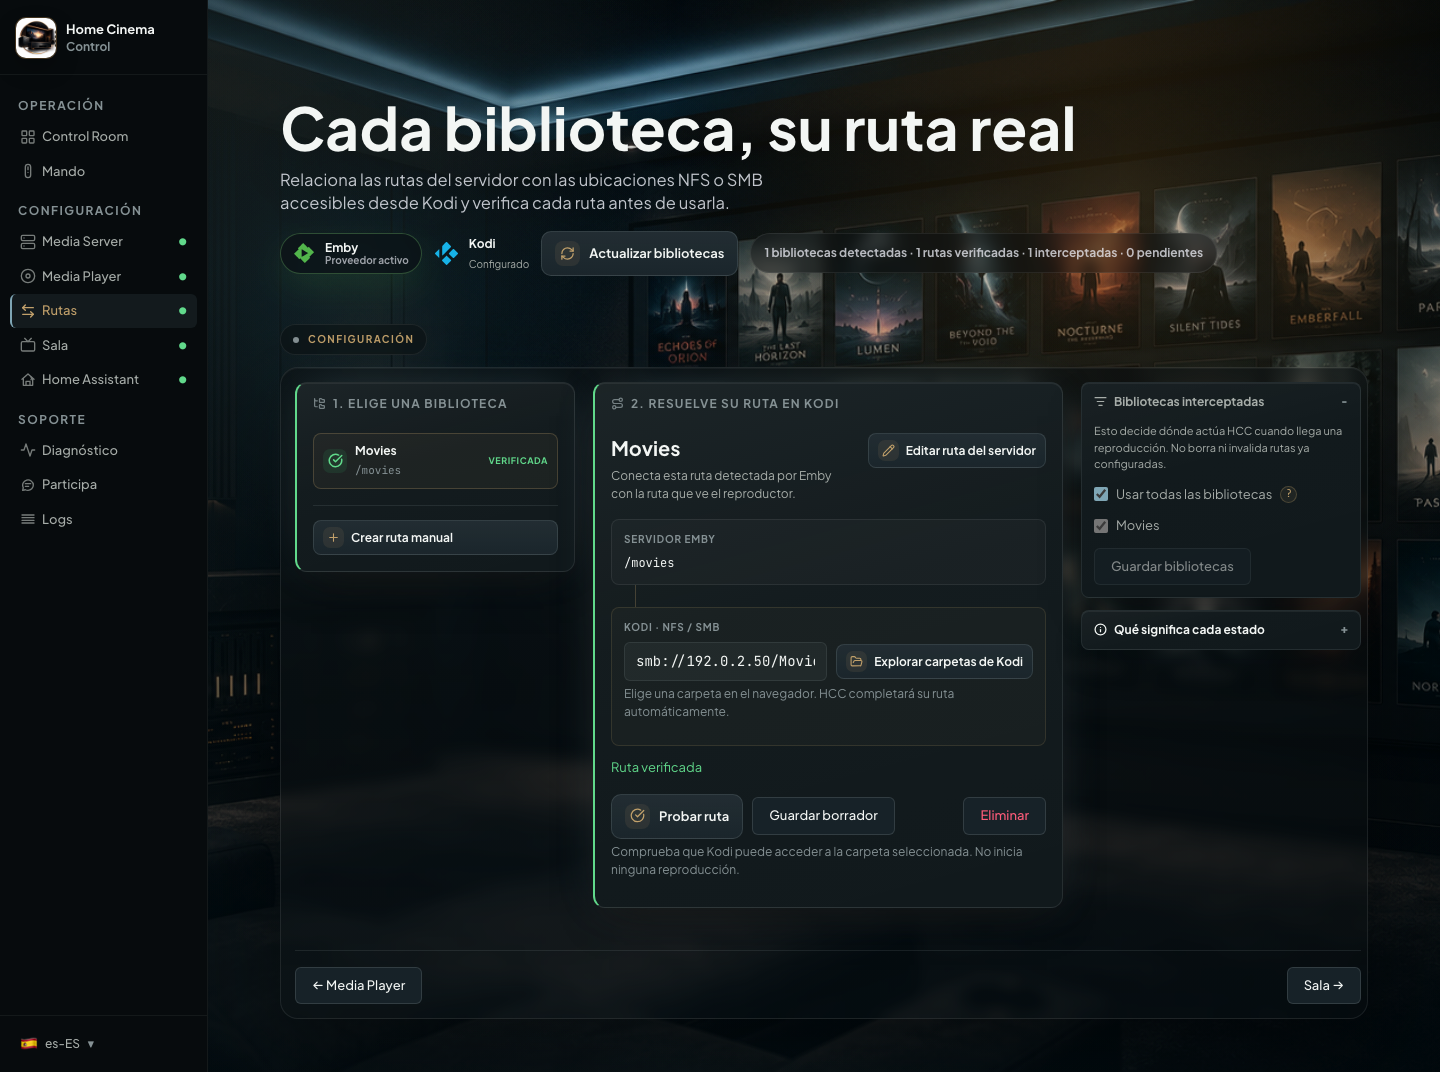 Home Cinema
Control
OPERACIÓN
Control Room
Mando
CONFIGURACIÓN
Media Server
Media Player
Rutas
Sala
Home Assistant
SOPORTE
Diagnóstico
Participa
Logs
es-ES ▾
Cada biblioteca, su ruta real
Relaciona las rutas del servidor con las ubicaciones NFS o SMB
accesibles desde Kodi y verifica cada ruta antes de usarla.
Emby
Proveedor activo
Kodi
Configurado
Actualizar bibliotecas
1 bibliotecas detectadas · 1 rutas verificadas · 1 interceptadas · 0 pendientes
ECHOES OF
ORION
THE LAST
HORIZON
LUMEN
BEYOND THE
VOID
NOCTURNE
SILENT TIDES
EMBERFALL
CONFIGURACIÓN
1. ELIGE UNA BIBLIOTECA
Movies
/movies
VERIFICADA
+ Crear ruta manual
2. RESUELVE SU RUTA EN KODI
Movies
Conecta esta ruta detectada por Emby
con la ruta que ve el reproductor.
Editar ruta del servidor
SERVIDOR EMBY
/movies
KODI · NFS / SMB
smb://192.0.2.50/Movi
Explorar carpetas de Kodi
Elige una carpeta en el navegador. HCC completará su ruta
automáticamente.
Ruta verificada
Probar ruta
Guardar borrador
Eliminar
Comprueba que Kodi puede acceder a la carpeta seleccionada. No inicia
ninguna reproducción.
Bibliotecas interceptadas −
Esto decide dónde actúa HCC cuando llega una
reproducción. No borra ni invalida rutas ya
configuradas.
Usar todas las bibliotecas ?
Movies
Guardar bibliotecas
Qué significa cada estado +
← Media Player
Sala →